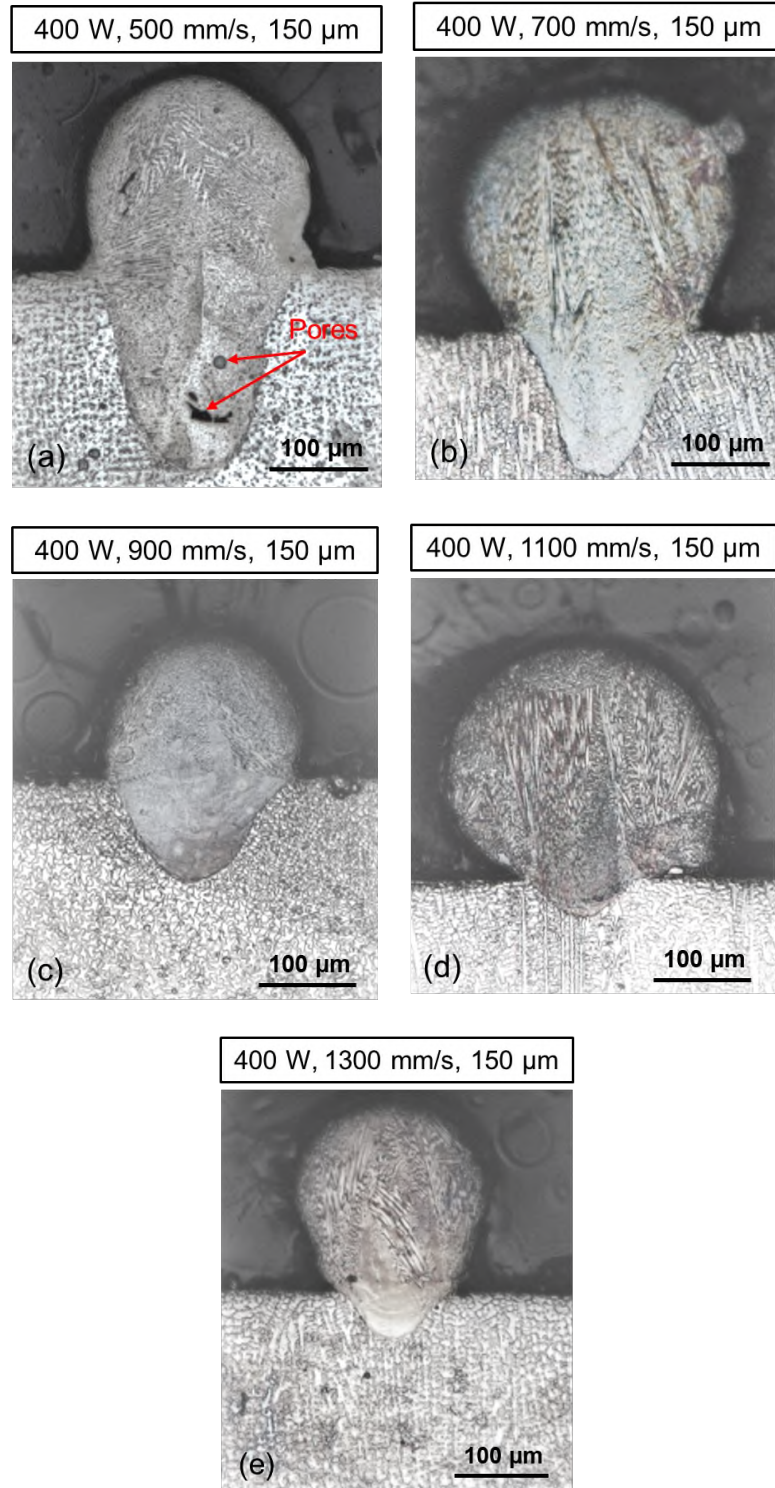 400 W, 500 mm/s, 150 µm
400 W, 700 mm/s, 150 µm
Pores
100 µm
(a)
100 µm
(b)
400 W, 900 mm/s, 150 µm
400 W, 1100 mm/s, 150 µm
100 µm
(c)
100 µm
(d)
400 W, 1300 mm/s, 150 µm
100 µm
(e)